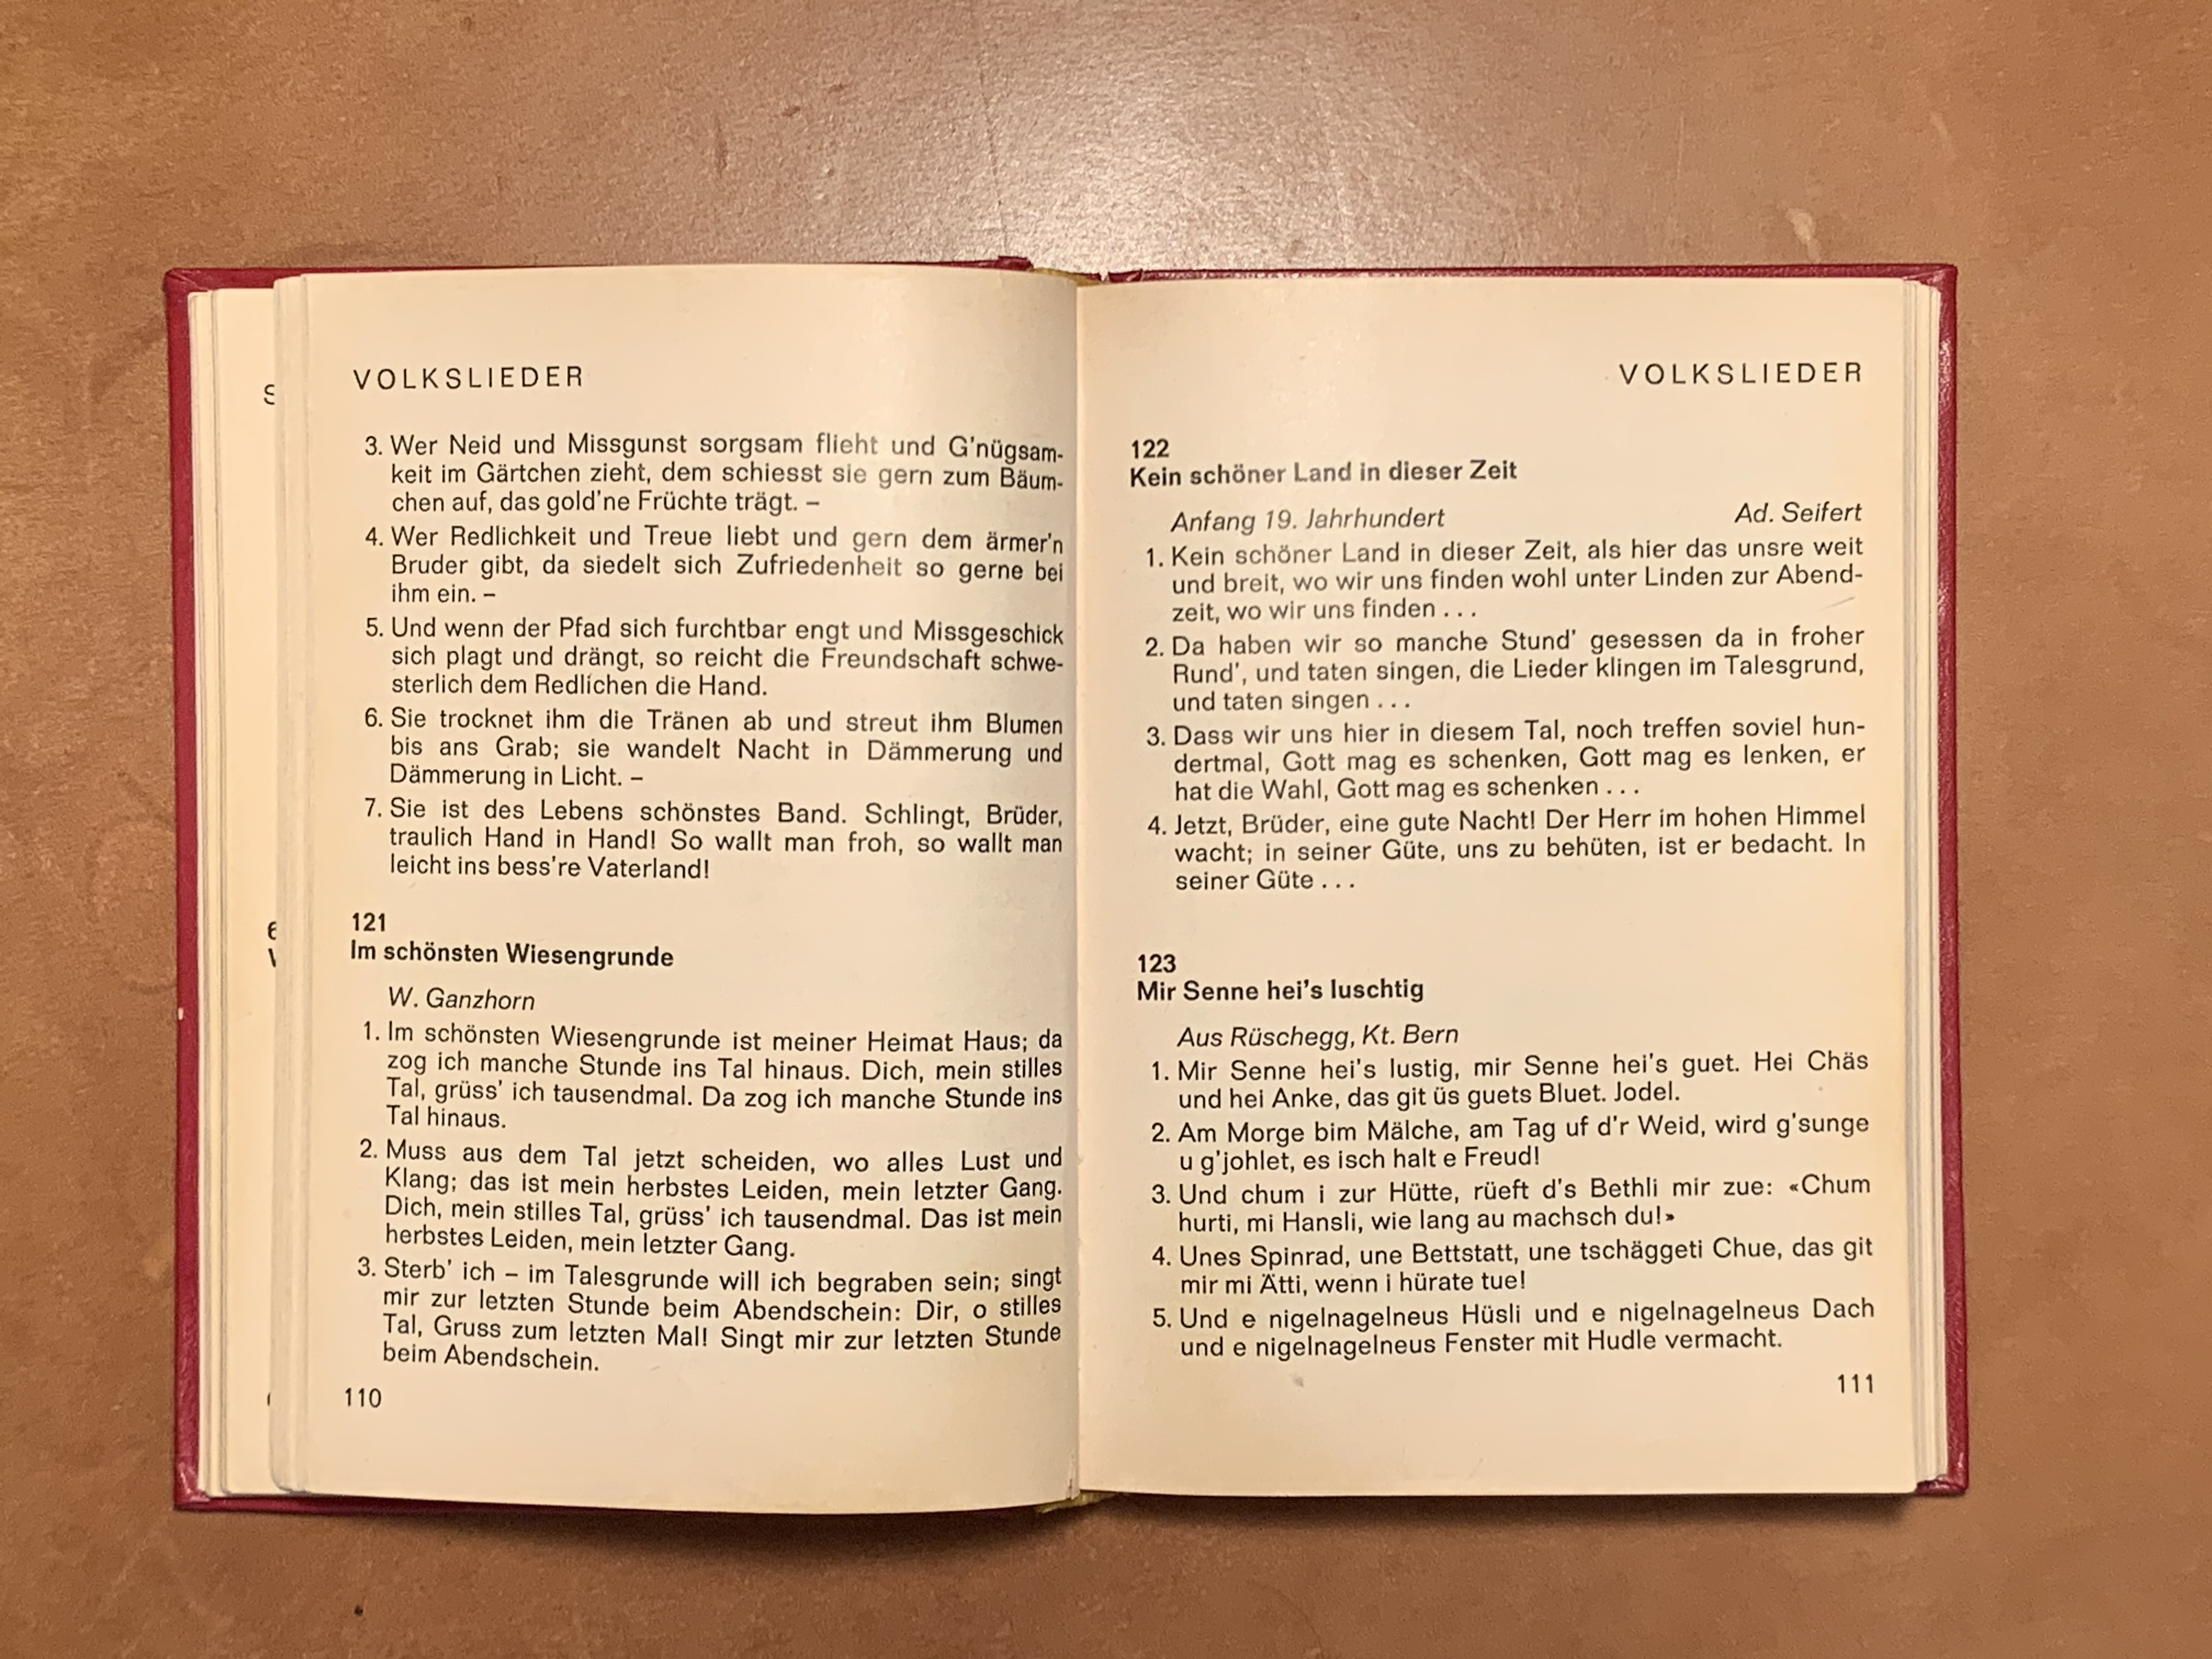 VOLKSLIEDER
3. Wer Neid und Missgunst sorgsam flieht und G'nügsam-
keit im Gärtchen zieht, dem schiesst sie gern zum Bäum-
chen auf, das gold'ne Früchte trägt. –
4. Wer Redlichkeit und Treue liebt und gern dem ärmer'n
Bruder gibt, da siedelt sich Zufriedenheit so gerne bei
ihm ein. –
5. Und wenn der Pfad sich furchtbar engt und Missgeschick
sich plagt und drängt, so reicht die Freundschaft schwe-
sterlich dem Redlichen die Hand.
6. Sie trocknet ihm die Tränen ab und streut ihm Blumen
bis ans Grab; sie wandelt Nacht in Dämmerung und
Dämmerung in Licht. –
7. Sie ist des Lebens schönstes Band. Schlingt, Brüder,
traulich Hand in Hand! So wallt man froh, so wallt man
leicht ins bess're Vaterland!
121
Im schönsten Wiesengrunde
W. Ganzhorn
1. Im schönsten Wiesengrunde ist meiner Heimat Haus; da
zog ich manche Stunde ins Tal hinaus. Dich, mein stilles
Tal, grüss' ich tausendmal. Da zog ich manche Stunde ins
Tal hinaus.
2. Muss aus dem Tal jetzt scheiden, wo alles Lust und
Klang; das ist mein herbstes Leiden, mein letzter Gang.
Dich, mein stilles Tal, grüss' ich tausendmal. Das ist mein
herbstes Leiden, mein letzter Gang.
3. Sterb' ich – im Talesgrunde will ich begraben sein; singt
mir zur letzten Stunde beim Abendschein: Dir, o stilles
Tal, Gruss zum letzten Mal! Singt mir zur letzten Stunde
beim Abendschein.
110
VOLKSLIEDER
122
Kein schöner Land in dieser Zeit
Anfang 19. Jahrhundert Ad. Seifert
1. Kein schöner Land in dieser Zeit, als hier das unsre weit
und breit, wo wir uns finden wohl unter Linden zur Abend-
zeit, wo wir uns finden . . .
2. Da haben wir so manche Stund' gesessen da in froher
Rund', und taten singen, die Lieder klingen im Talesgrund,
und taten singen . . .
3. Dass wir uns hier in diesem Tal, noch treffen soviel hun-
dertmal, Gott mag es schenken, Gott mag es lenken, er
hat die Wahl, Gott mag es schenken . . .
4. Jetzt, Brüder, eine gute Nacht! Der Herr im hohen Himmel
wacht; in seiner Güte, uns zu behüten, ist er bedacht. In
seiner Güte . . .
123
Mir Senne hei's luschtig
Aus Rüschegg, Kt. Bern
1. Mir Senne hei's lustig, mir Senne hei's guet. Hei Chäs
und hei Anke, das git üs guets Bluet. Jodel.
2. Am Morge bim Mälche, am Tag uf d'r Weid, wird g'sunge
u g'johlet, es isch halt e Freud!
3. Und chum i zur Hütte, rüeft d's Bethli mir zue: «Chum
hurti, mi Hansli, wie lang au machsch du!»
4. Unes Spinrad, une Bettstatt, une tschäggeti Chue, das git
mir mi Ätti, wenn i hürate tue!
5. Und e nigelnagelneus Hüsli und e nigelnagelneus Dach
und e nigelnagelneus Fenster mit Hudle vermacht.
111